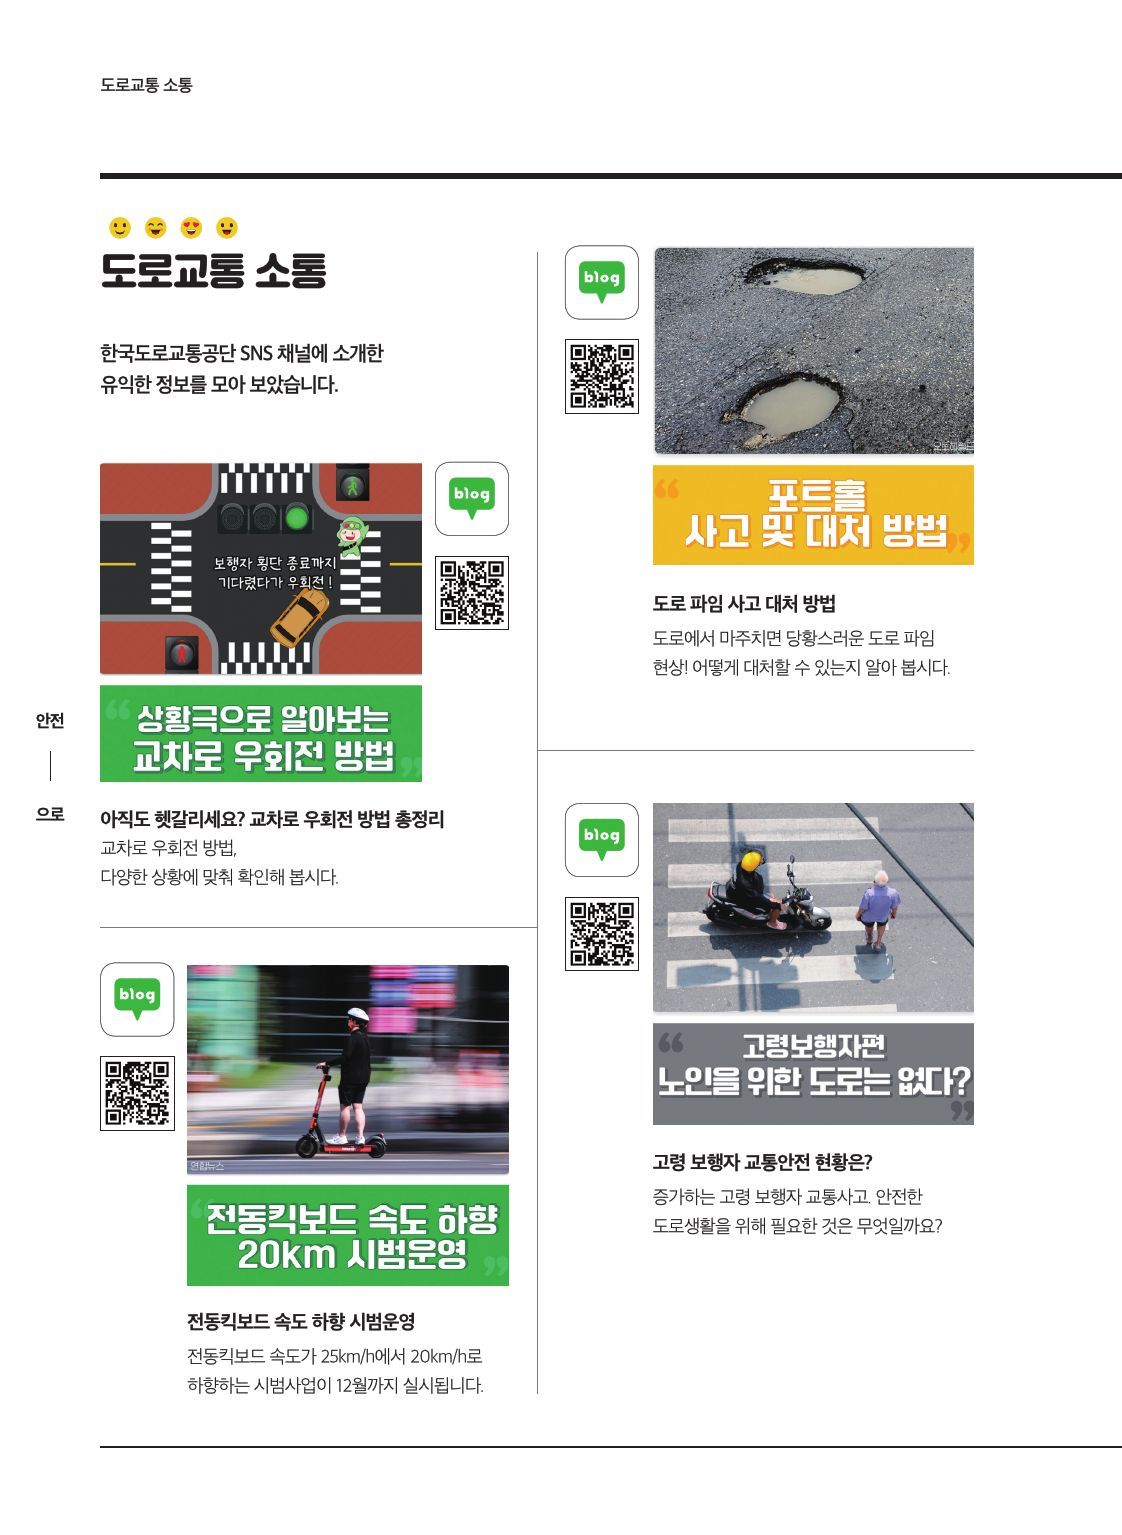 도로교통 소통
도로교통 소통
한국도로교통공단 SNS 채널에 소개한
유익한 정보를 모아 보았습니다.
보행자 횡단 종료까지
기다렸다가 우회전 !
blog
상황극으로 알아보는
교차로 우회전 방법
안전
으로
아직도 헷갈리세요? 교차로 우회전 방법 총정리
교차로 우회전 방법,
다양한 상황에 맞춰 확인해 봅시다.
blog
연합뉴스
전동킥보드 속도 하향
20km 시범운영
전동킥보드 속도 하향 시범운영
전동킥보드 속도가 25km/h에서 20km/h로
하향하는 시범사업이 12월까지 실시됩니다.
blog
“ 포트홀
사고 및 대처 방법 ”
도로 파임 사고 대처 방법
도로에서 마주치면 당황스러운 도로 파임
현상! 어떻게 대처할 수 있는지 알아 봅시다.
blog
“ 고령보행자편
노인을 위한 도로는 없다? ”
고령 보행자 교통안전 현황은?
증가하는 고령 보행자 교통사고. 안전한
도로생활을 위해 필요한 것은 무엇일까요?